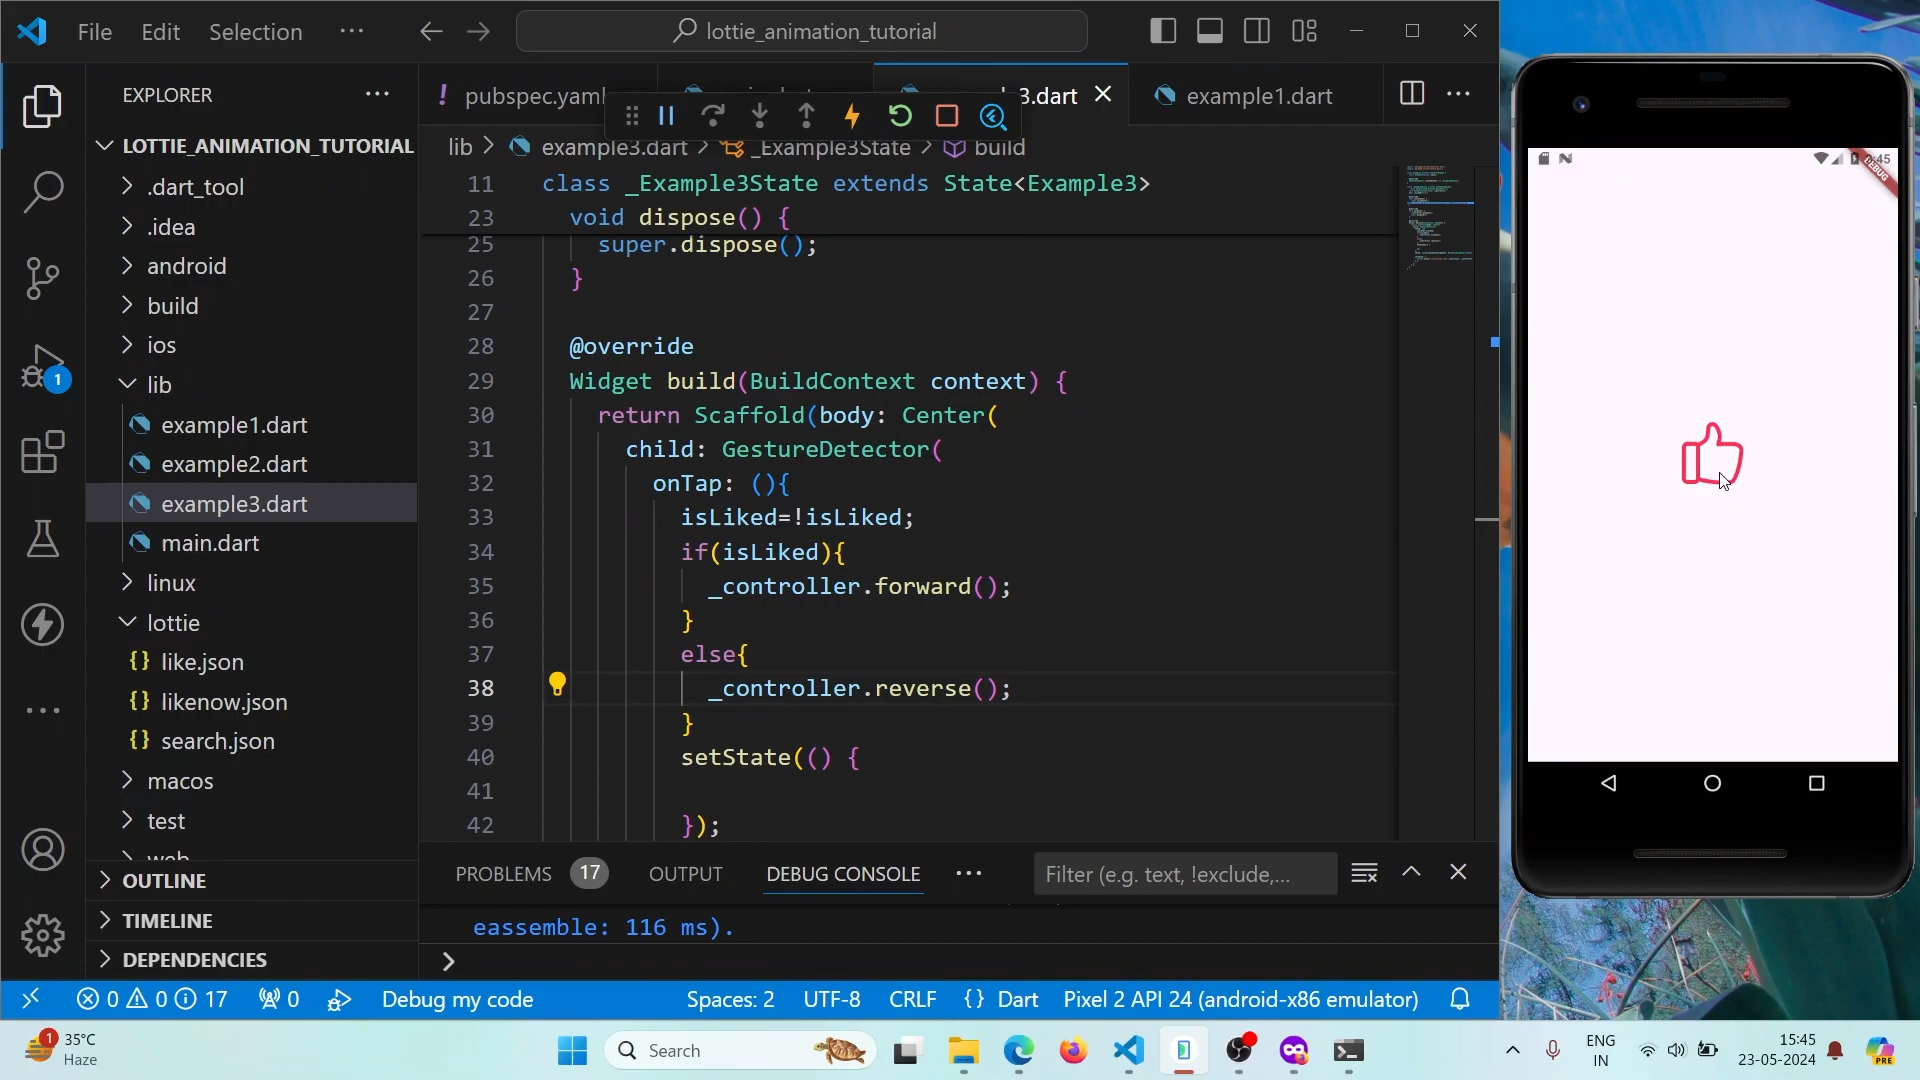 File Edit Selection ···
lottie_animation_tutorial
EXPLORER
LOTTIE_ANIMATION_TUTORIAL
.dart_tool
.idea
android
build
ios
lib
example1.dart
example2.dart
example3.dart
main.dart
linux
lottie
{} like.json
{} likenow.json
{} search.json
macos
test
web
OUTLINE
TIMELINE
DEPENDENCIES
1
! pubspec.yaml
3.dart
example1.dart
lib > example3.dart > _Example3State > build
11 class _Example3State extends State<Example3>
23 void dispose() {
25 super.dispose();
26 }
27
28 @override
29 Widget build(BuildContext context) {
30 return Scaffold(body: Center(
31 child: GestureDetector(
32 onTap: (){
33 isLiked=!isLiked;
34 if(isLiked){
35 _controller.forward();
36 }
37 else{
38 _controller.reverse();
39 }
40 setState(() {
41
42 });
PROBLEMS 17 OUTPUT DEBUG CONSOLE ···
Filter (e.g. text, !exclude,...
eassemble: 116 ms).
0 0 17 0 Debug my code Spaces: 2 UTF-8 CRLF {} Dart Pixel 2 API 24 (android-x86 emulator)
:45
DEBUG
1
35°C
Haze
Search
ENG
IN
15:45
23-05-2024
PRE